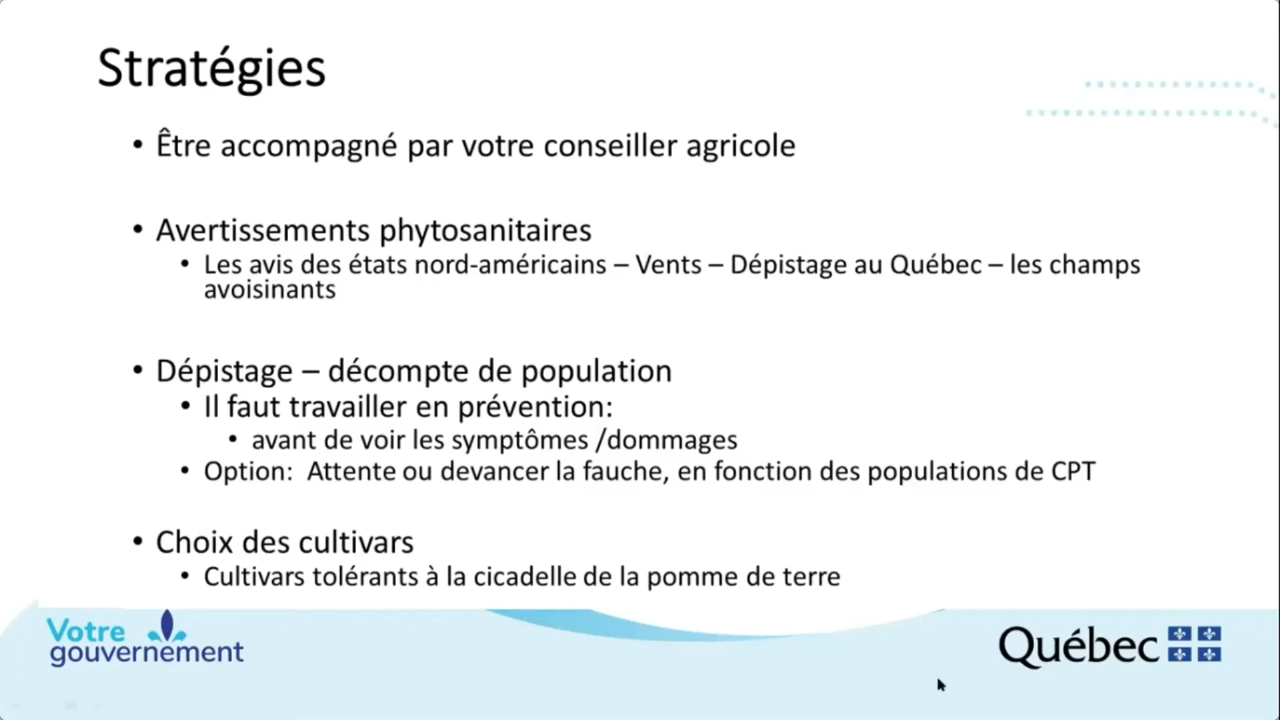 Stratégies
• Être accompagné par votre conseiller agricole
• Avertissements phytosanitaires
• Les avis des états nord-américains – Vents – Dépistage au Québec – les champs
avoisinants
• Dépistage – décompte de population
• Il faut travailler en prévention:
• avant de voir les symptômes /dommages
• Option: Attente ou devancer la fauche, en fonction des populations de CPT
• Choix des cultivars
• Cultivars tolérants à la cicadelle de la pomme de terre
Votre
gouvernement
Québec